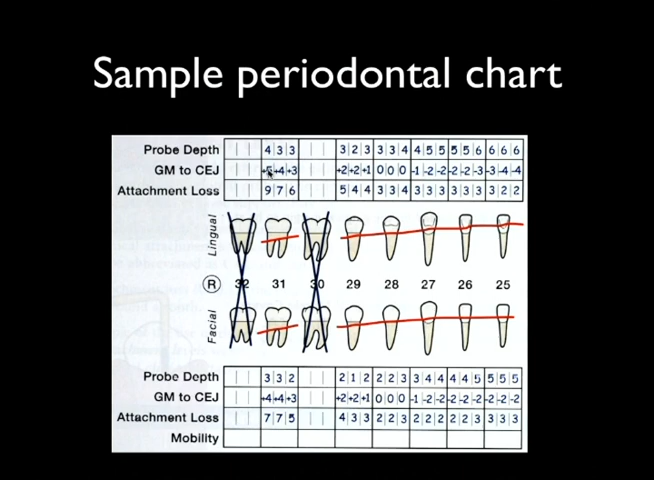 Sample periodontal chart
Probe Depth 4 3 3 3 2 3 3 3 4 4 5 5 5 5 6 6 6 6
GM to CEJ +5 +4 +3 +2 +2 +1 0 0 0 -1 -2 -2 -2 -2 -3 -3 -4 -4
Attachment Loss 9 7 6 5 4 4 3 3 4 3 3 3 3 3 3 3 2 2
Lingual
R 32 31 30 29 28 27 26 25
Facial
Probe Depth 3 3 2 2 1 2 2 2 3 3 4 4 4 4 5 5 5 5
GM to CEJ +4 +4 +3 +2 +2 +1 0 0 0 -1 -2 -2 -2 -2 -2 -2 -2 -2
Attachment Loss 7 7 5 4 3 3 2 2 3 2 2 2 2 2 3 3 3 3
Mobility